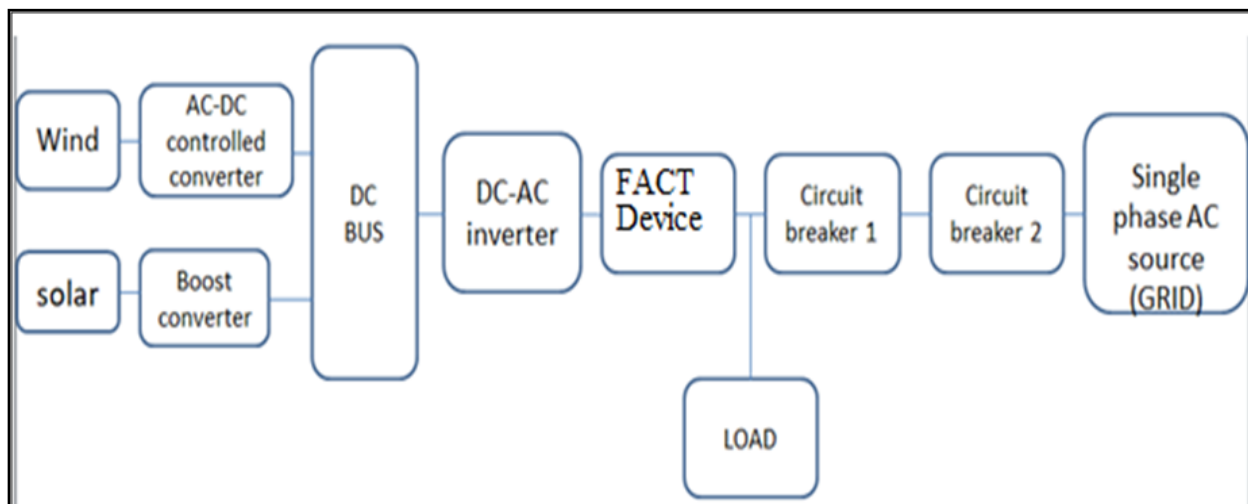 Wind
AC-DC
controlled
converter
solar
Boost
converter
DC
BUS
DC-AC
inverter
FACT
Device
Circuit
breaker 1
Circuit
breaker 2
Single
phase AC
source
(GRID)
LOAD